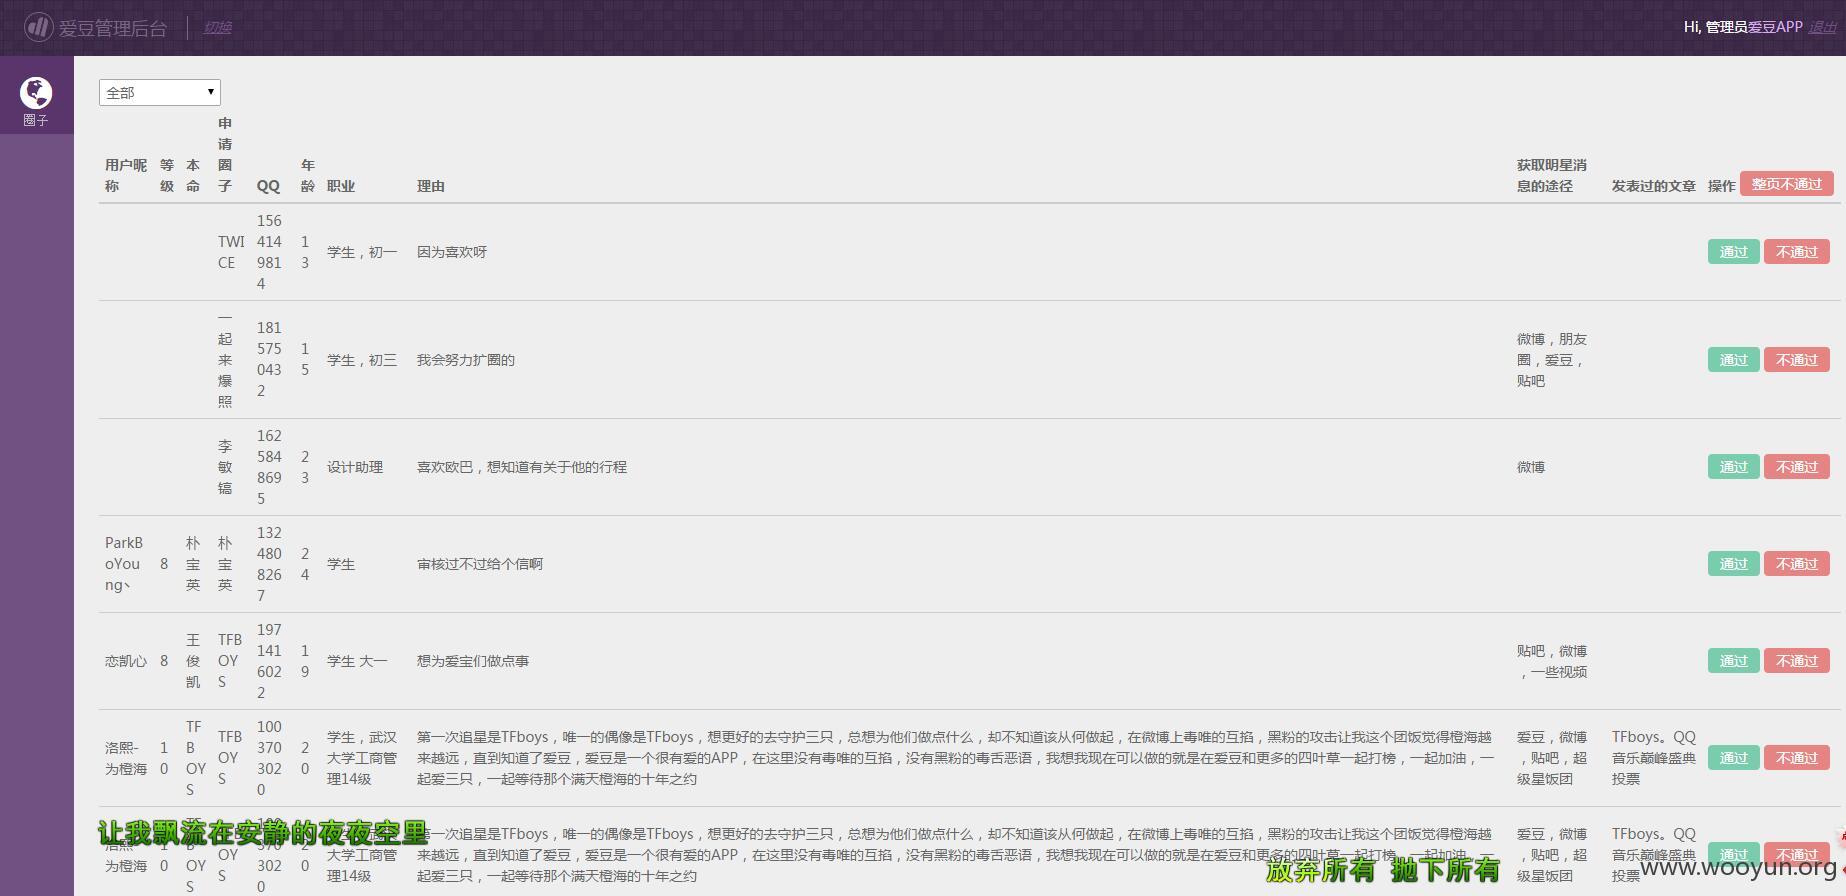 爱豆管理后台 切换 Hi, 管理员爱豆APP 退出
圈子
全部
用户昵称 等级 本命 申请圈子 QQ 年龄 职业 理由 获取明星消息的途径 发表过的文章 操作 整页不通过
TWICE 1564149814 13 学生，初一 因为喜欢呀 通过 不通过
一起来爆照 1815750432 15 学生，初三 我会努力扩圈的 微博，朋友圈，爱豆，贴吧 通过 不通过
李敏镐 1625848695 23 设计助理 喜欢欧巴，想知道有关于他的行程 微博 通过 不通过
ParkBoYoung丶 8 朴宝英 朴宝英 1324808267 24 学生 审核过不过给个信啊 通过 不通过
恋凯心 8 王俊凯 TFBOYS 1971416022 19 学生 大一 想为爱宝们做点事 贴吧，微博，一些视频 通过 不通过
洛熙-为橙海 10 TFBOYS TFBOYS 1003703020 20 学生，武汉大学工商管理14级
第一次追星是TFboys，唯一的偶像是TFboys，想更好的去守护三只，总想为他们做点什么，却不知道该从何做起，在微博上毒唯的互掐，黑粉的攻击让我这个团饭觉得橙海越
来越远，直到知道了爱豆，爱豆是一个很有爱的APP，在这里没有毒唯的互掐，没有黑粉的毒舌恶语，我想我现在可以做的就是在爱豆和更多的四叶草一起打榜，一起加油，一
起爱三只，一起等待那个满天橙海的十年之约
爱豆，微博，贴吧，超级星饭团 TFboys。QQ音乐巅峰盛典投票 通过 不通过
让我飘流在安静的夜夜空里
为橙海 OYS 3020 大学工商管理14级
第一次追星是TFboys，唯一的偶像是TFboys，想更好的去守护三只，总想为他们做点什么，却不知道该从何做起，在微博上毒唯的互掐，黑粉的攻击让我这个团饭觉得橙海越
来越远，直到知道了爱豆，爱豆是一个很有爱的APP，在这里没有毒唯的互掐，没有黑粉的毒舌恶语，我想我现在可以做的就是在爱豆和更多的四叶草一起打榜，一起加油，一
起爱三只，一起等待那个满天橙海的十年之约
爱豆，微博，贴吧，超级星饭团 TFboys。QQ音乐巅峰盛典投票 通过 不通过
放弃所有 抛下所有
www.wooyun.org